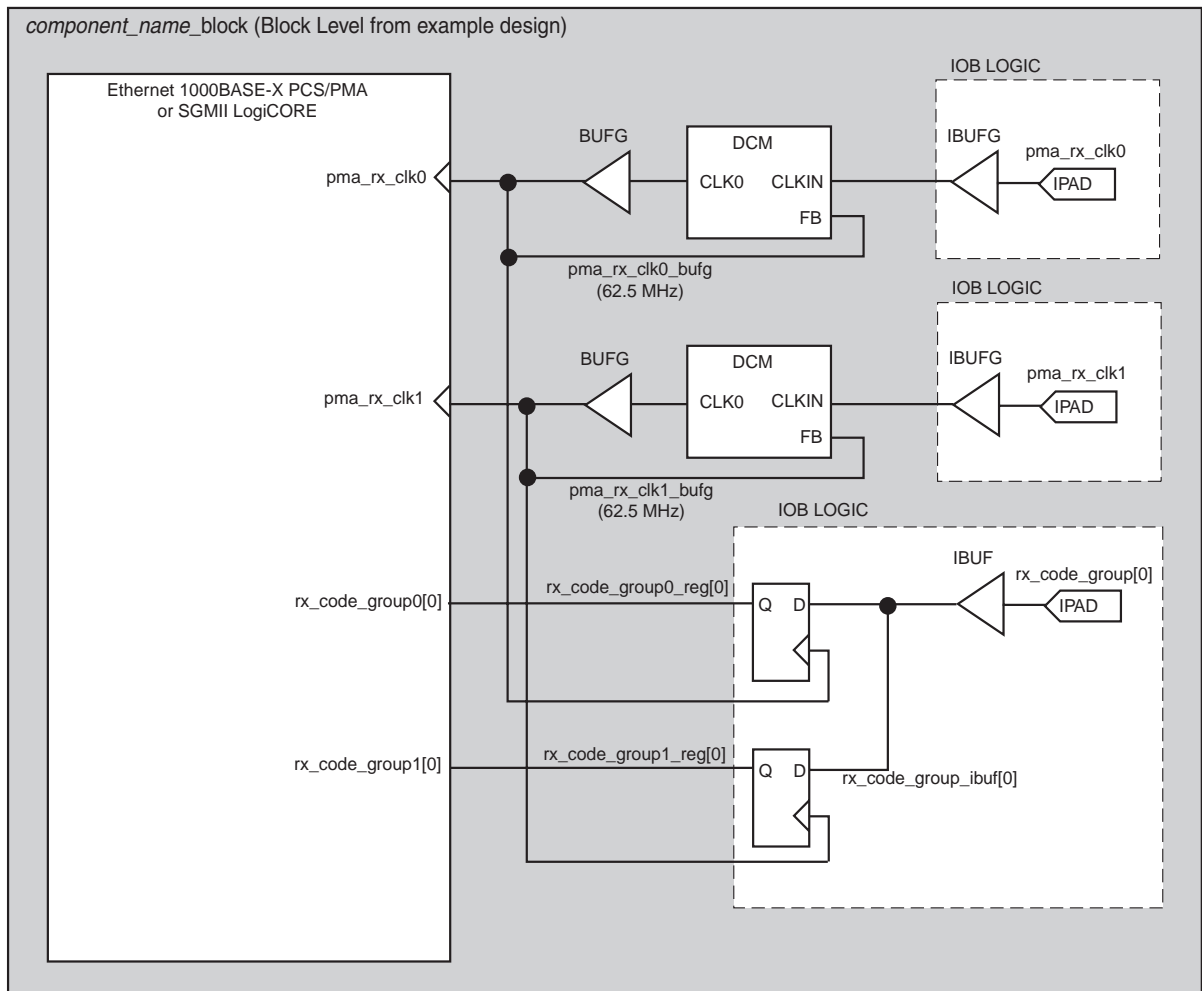 component_name_block (Block Level from example design)
Ethernet 1000BASE-X PCS/PMA
or SGMII LogiCORE
IOB LOGIC
BUFG
DCM
IBUFG
pma_rx_clk0
pma_rx_clk0
CLK0
CLKIN
IPAD
FB
pma_rx_clk0_bufg
(62.5 MHz)
IOB LOGIC
BUFG
DCM
IBUFG
pma_rx_clk1
pma_rx_clk1
CLK0
CLKIN
IPAD
FB
pma_rx_clk1_bufg
(62.5 MHz)
IOB LOGIC
IBUF
rx_code_group[0]
rx_code_group0[0]
rx_code_group0_reg[0]
Q
D
IPAD
rx_code_group1[0]
rx_code_group1_reg[0]
Q
D
rx_code_group_ibuf[0]